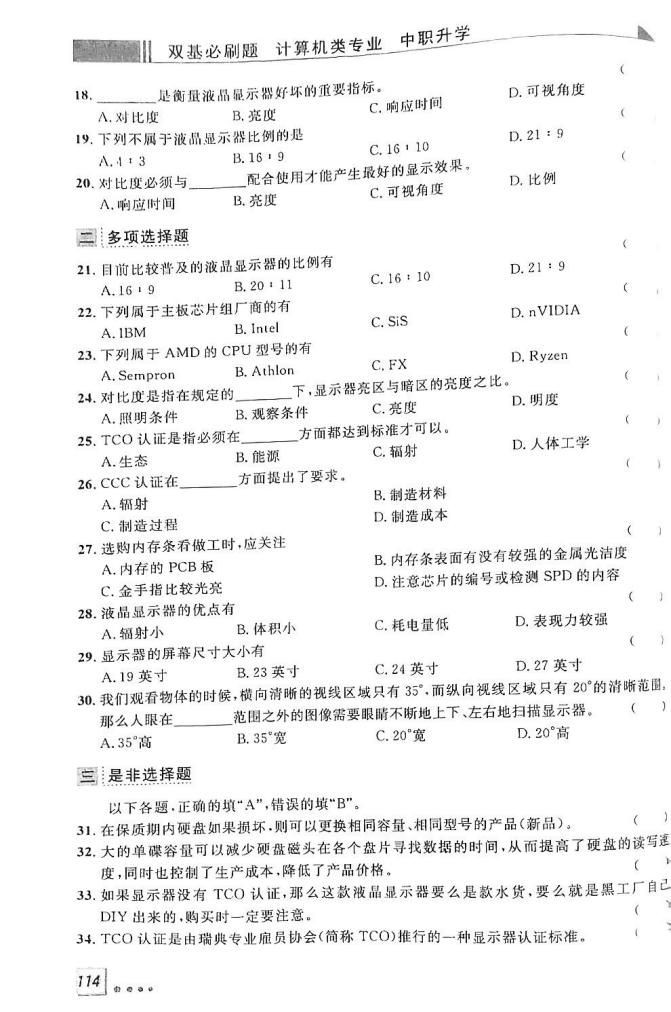 双基必刷题 计算机类专业 中职升学
18. ________是衡量液晶显示器好坏的重要指标。 (
A. 对比度 B. 亮度 C. 响应时间 D. 可视角度
19. 下列不属于液晶显示器比例的是 (
A. 4∶3 B. 16∶9 C. 16∶10 D. 21∶9
20. 对比度必须与________配合使用才能产生最好的显示效果。 (
A. 响应时间 B. 亮度 C. 可视角度 D. 比例
二 多项选择题
21. 目前比较普及的液晶显示器的比例有 (
A. 16∶9 B. 20∶11 C. 16∶10 D. 21∶9
22. 下列属于主板芯片组厂商的有 (
A. IBM B. Intel C. SiS D. nVIDIA
23. 下列属于 AMD 的 CPU 型号的有 (
A. Sempron B. Athlon C. FX D. Ryzen
24. 对比度是指在规定的________下,显示器亮区与暗区的亮度之比。 (
A. 照明条件 B. 观察条件 C. 亮度 D. 明度
25. TCO 认证是指必须在________方面都达到标准才可以。 ( )
A. 生态 B. 能源 C. 辐射 D. 人体工学
26. CCC 认证在________方面提出了要求。 ( )
A. 辐射 B. 制造材料
C. 制造过程 D. 制造成本
27. 选购内存条看做工时,应关注 ( )
A. 内存的 PCB 板 B. 内存条表面有没有较强的金属光洁度
C. 金手指比较光亮 D. 注意芯片的编号或检测 SPD 的内容
28. 液晶显示器的优点有 ( )
A. 辐射小 B. 体积小 C. 耗电量低 D. 表现力较强
29. 显示器的屏幕尺寸大小有 ( )
A. 19 英寸 B. 23 英寸 C. 24 英寸 D. 27 英寸
30. 我们观看物体的时候,横向清晰的视线区域只有 35°,而纵向视线区域只有 20°的清晰范围,
那么人眼在________范围之外的图像需要眼睛不断地上下、左右地扫描显示器。 ( )
A. 35°高 B. 35°宽 C. 20°宽 D. 20°高
三 是非选择题
以下各题,正确的填“A”,错误的填“B”。
31. 在保质期内硬盘如果损坏,则可以更换相同容量、相同型号的产品(新品)。 ( )
32. 大的单碟容量可以减少硬盘磁头在各个盘片寻找数据的时间,从而提高了硬盘的读写速
度,同时也控制了生产成本,降低了产品价格。 (
33. 如果显示器没有 TCO 认证,那么这款液晶显示器要么是款水货,要么就是黑工厂自己
DIY 出来的,购买时一定要注意。 (
34. TCO 认证是由瑞典专业雇员协会(简称 TCO)推行的一种显示器认证标准。 (
114